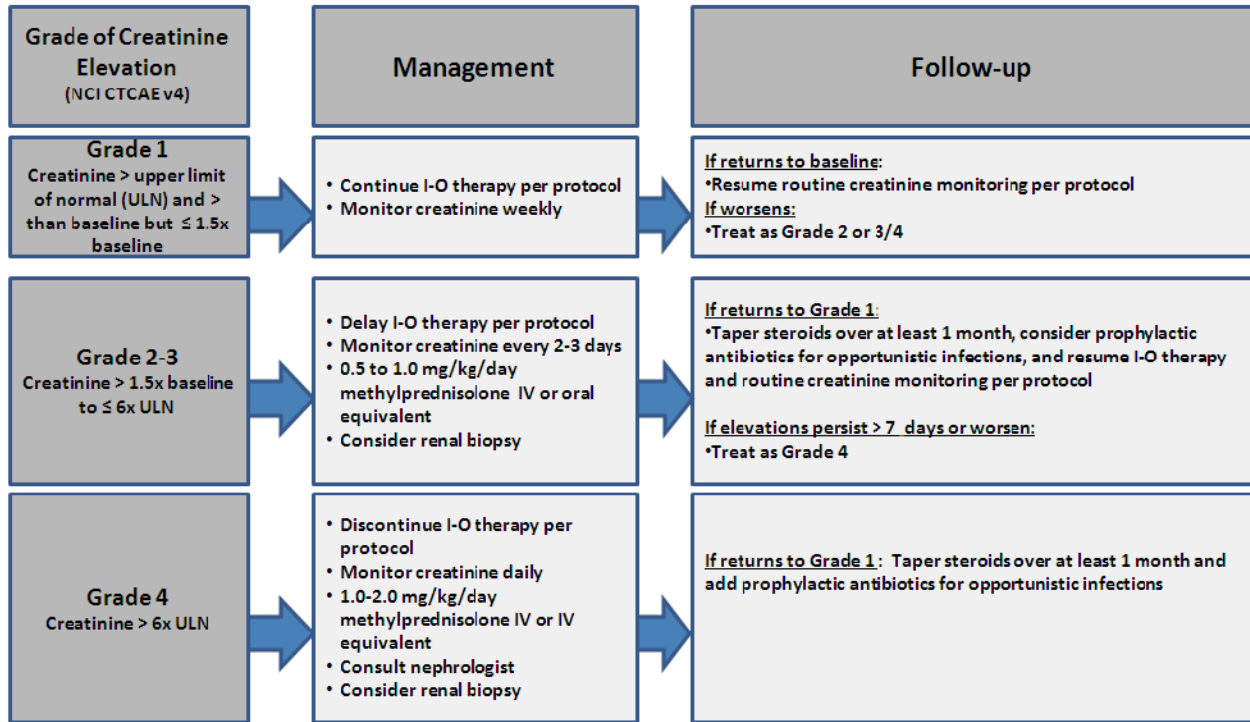 Grade of Creatinine
Elevation
(NCI CTCAE v4)
Management
Follow-up
Grade 1
Creatinine > upper limit
of normal (ULN) and >
than baseline but ≤ 1.5x
baseline
• Continue I-O therapy per protocol
• Monitor creatinine weekly
If returns to baseline:
•Resume routine creatinine monitoring per protocol
If worsens:
•Treat as Grade 2 or 3/4
Grade 2-3
Creatinine > 1.5x baseline
to ≤ 6x ULN
• Delay I-O therapy per protocol
• Monitor creatinine every 2-3 days
• 0.5 to 1.0 mg/kg/day
methylprednisolone IV or oral
equivalent
• Consider renal biopsy
If returns to Grade 1:
•Taper steroids over at least 1 month, consider prophylactic
antibiotics for opportunistic infections, and resume I-O therapy
and routine creatinine monitoring per protocol
If elevations persist > 7 days or worsen:
•Treat as Grade 4
Grade 4
Creatinine > 6x ULN
• Discontinue I-O therapy per
protocol
• Monitor creatinine daily
• 1.0-2.0 mg/kg/day
methylprednisolone IV or IV
equivalent
• Consult nephrologist
• Consider renal biopsy
If returns to Grade 1: Taper steroids over at least 1 month and
add prophylactic antibiotics for opportunistic infections